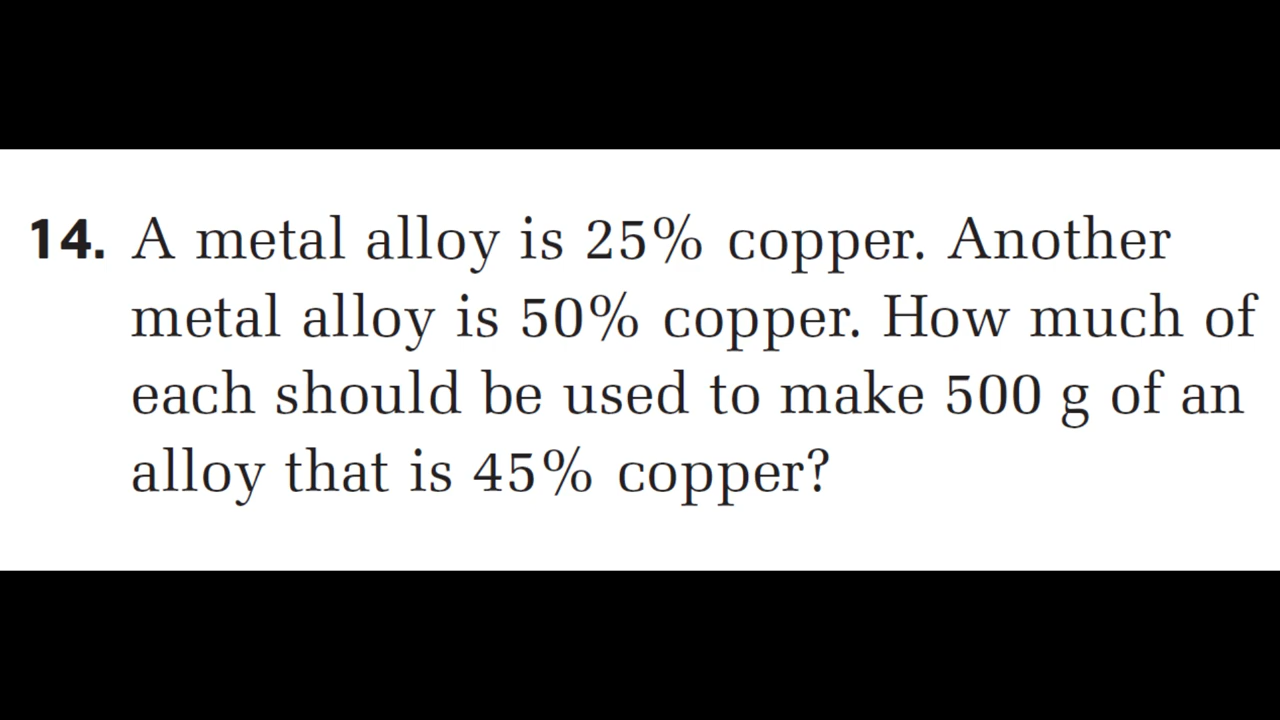 14. A metal alloy is 25% copper. Another
metal alloy is 50% copper. How much of
each should be used to make 500 g of an
alloy that is 45% copper?